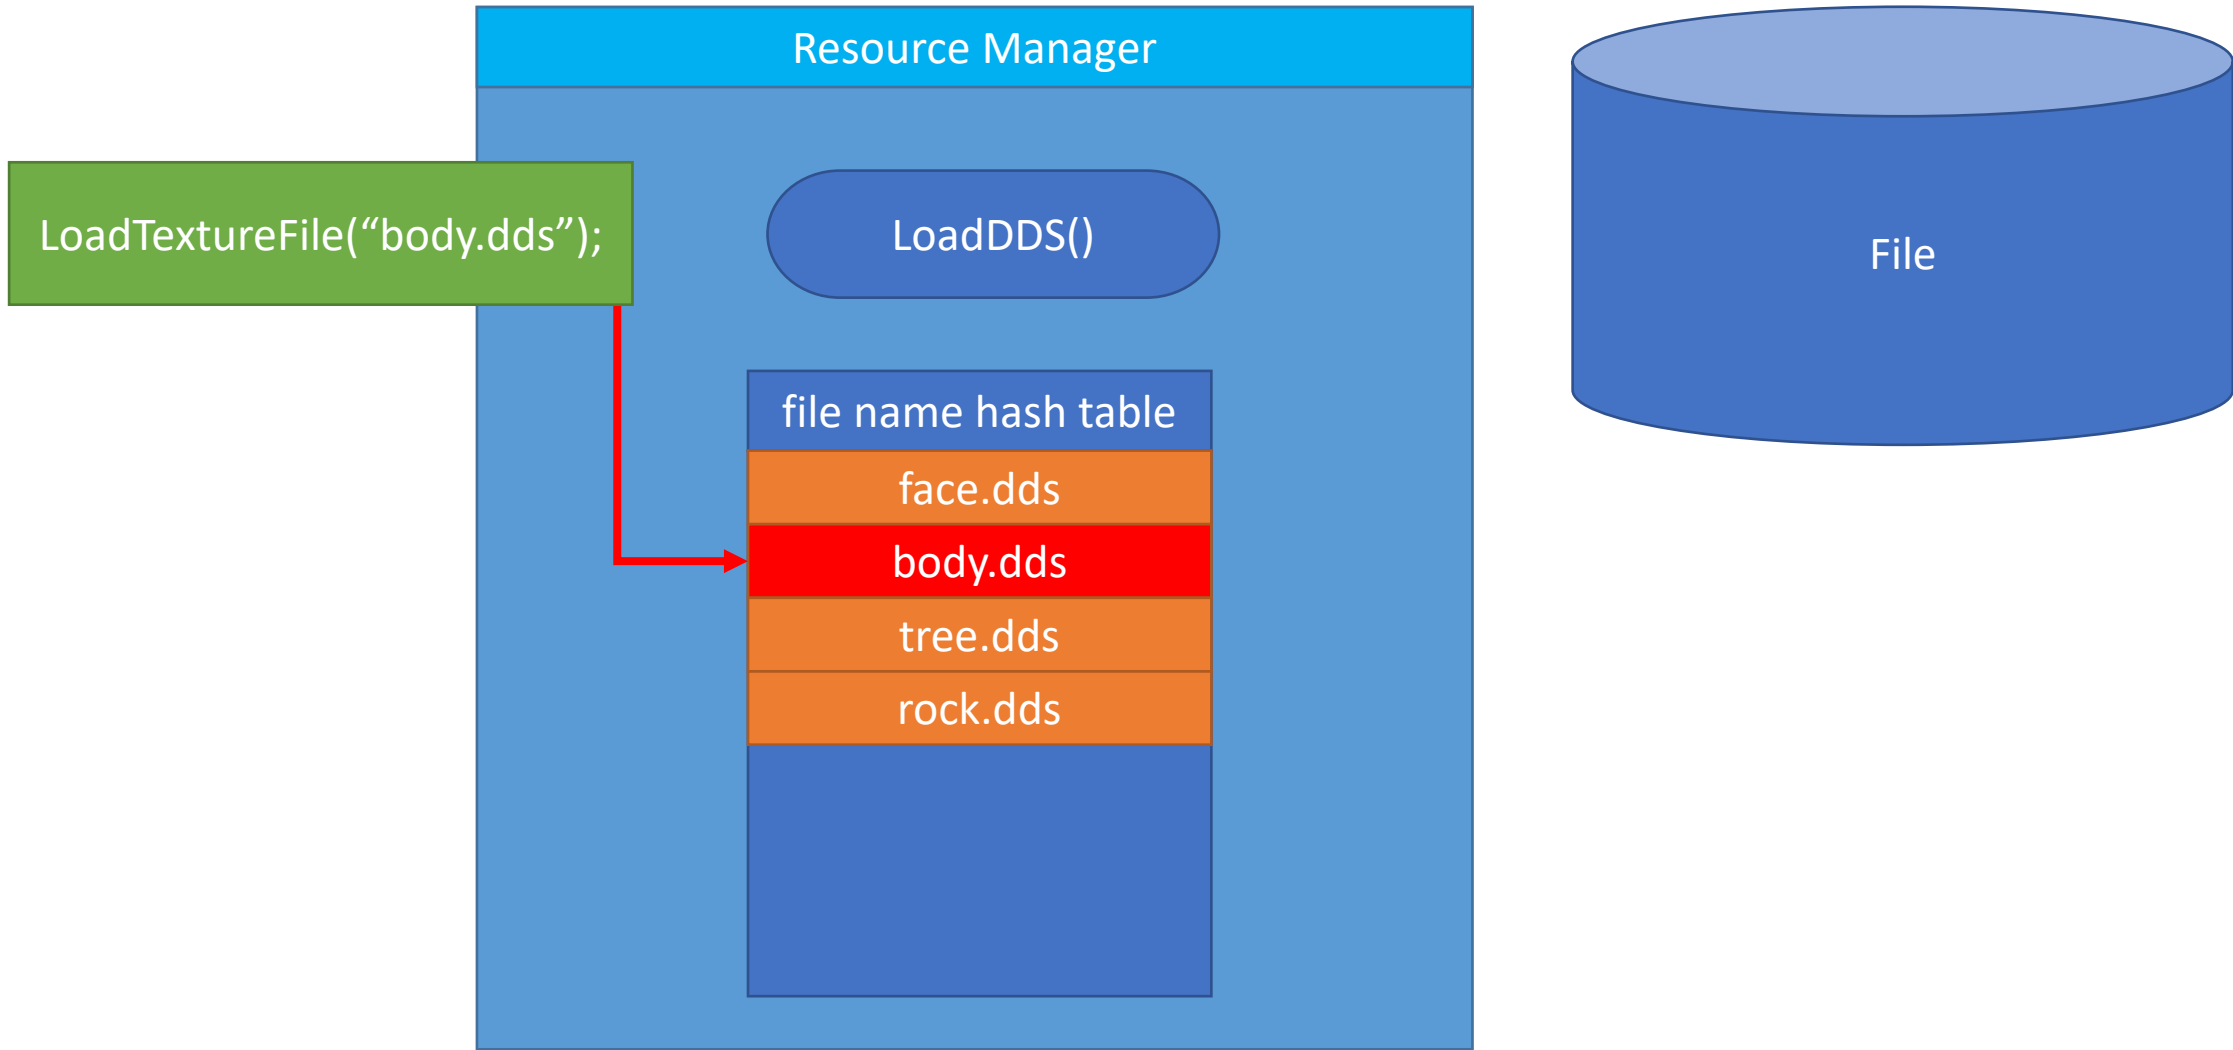 Resource Manager
LoadTextureFile(“body.dds”);
LoadDDS()
File
file name hash table
face.dds
body.dds
tree.dds
rock.dds